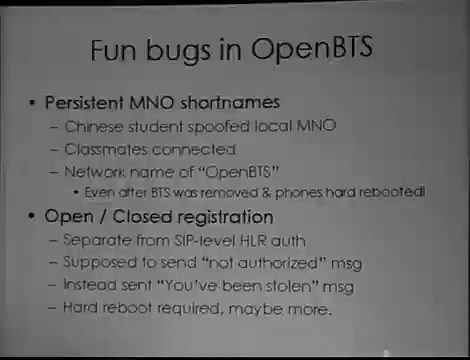 Fun bugs in OpenBTS
• Persistent MNO shortnames
– Chinese student spoofed local MNO
– Classmates connected
– Network name of "OpenBTS"
• Even after BTS was removed & phones hard rebooted!
• Open / Closed registration
– Separate from SIP-level HLR auth
– Supposed to send "not authorized" msg
– Instead sent "You've been stolen" msg
– Hard reboot required, maybe more.